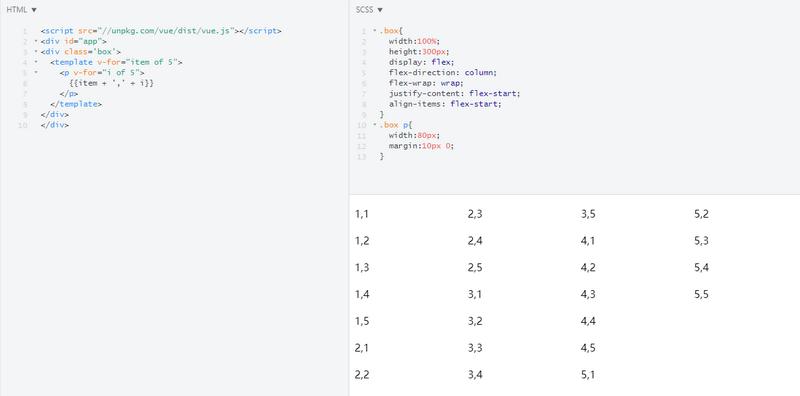 HTML ▼
1 <script src="//unpkg.com/vue/dist/vue.js"></script>
2 <div id="app">
3 <div class='box'>
4 <template v-for="item of 5">
5 <p v-for="i of 5">
6 {{item + ',' + i}}
7 </p>
8 </template>
9 </div>
10 </div>
SCSS ▼
1 .box{
2 width:100%;
3 height:300px;
4 display: flex;
5 flex-direction: column;
6 flex-wrap: wrap;
7 justify-content: flex-start;
8 align-items: flex-start;
9 }
10 .box p{
11 width:80px;
12 margin:10px 0;
13 }
1,1 2,3 3,5 5,2
1,2 2,4 4,1 5,3
1,3 2,5 4,2 5,4
1,4 3,1 4,3 5,5
1,5 3,2 4,4
2,1 3,3 4,5
2,2 3,4 5,1